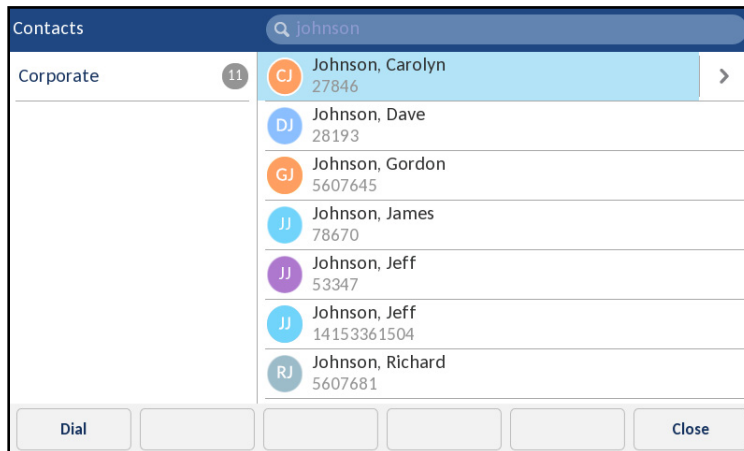 Contacts
johnson
Corporate
11
CJ
Johnson, Carolyn
27846
DJ
Johnson, Dave
28193
GJ
Johnson, Gordon
5607645
JJ
Johnson, James
78670
JJ
Johnson, Jeff
53347
JJ
Johnson, Jeff
14153361504
RJ
Johnson, Richard
5607681
Dial
Close